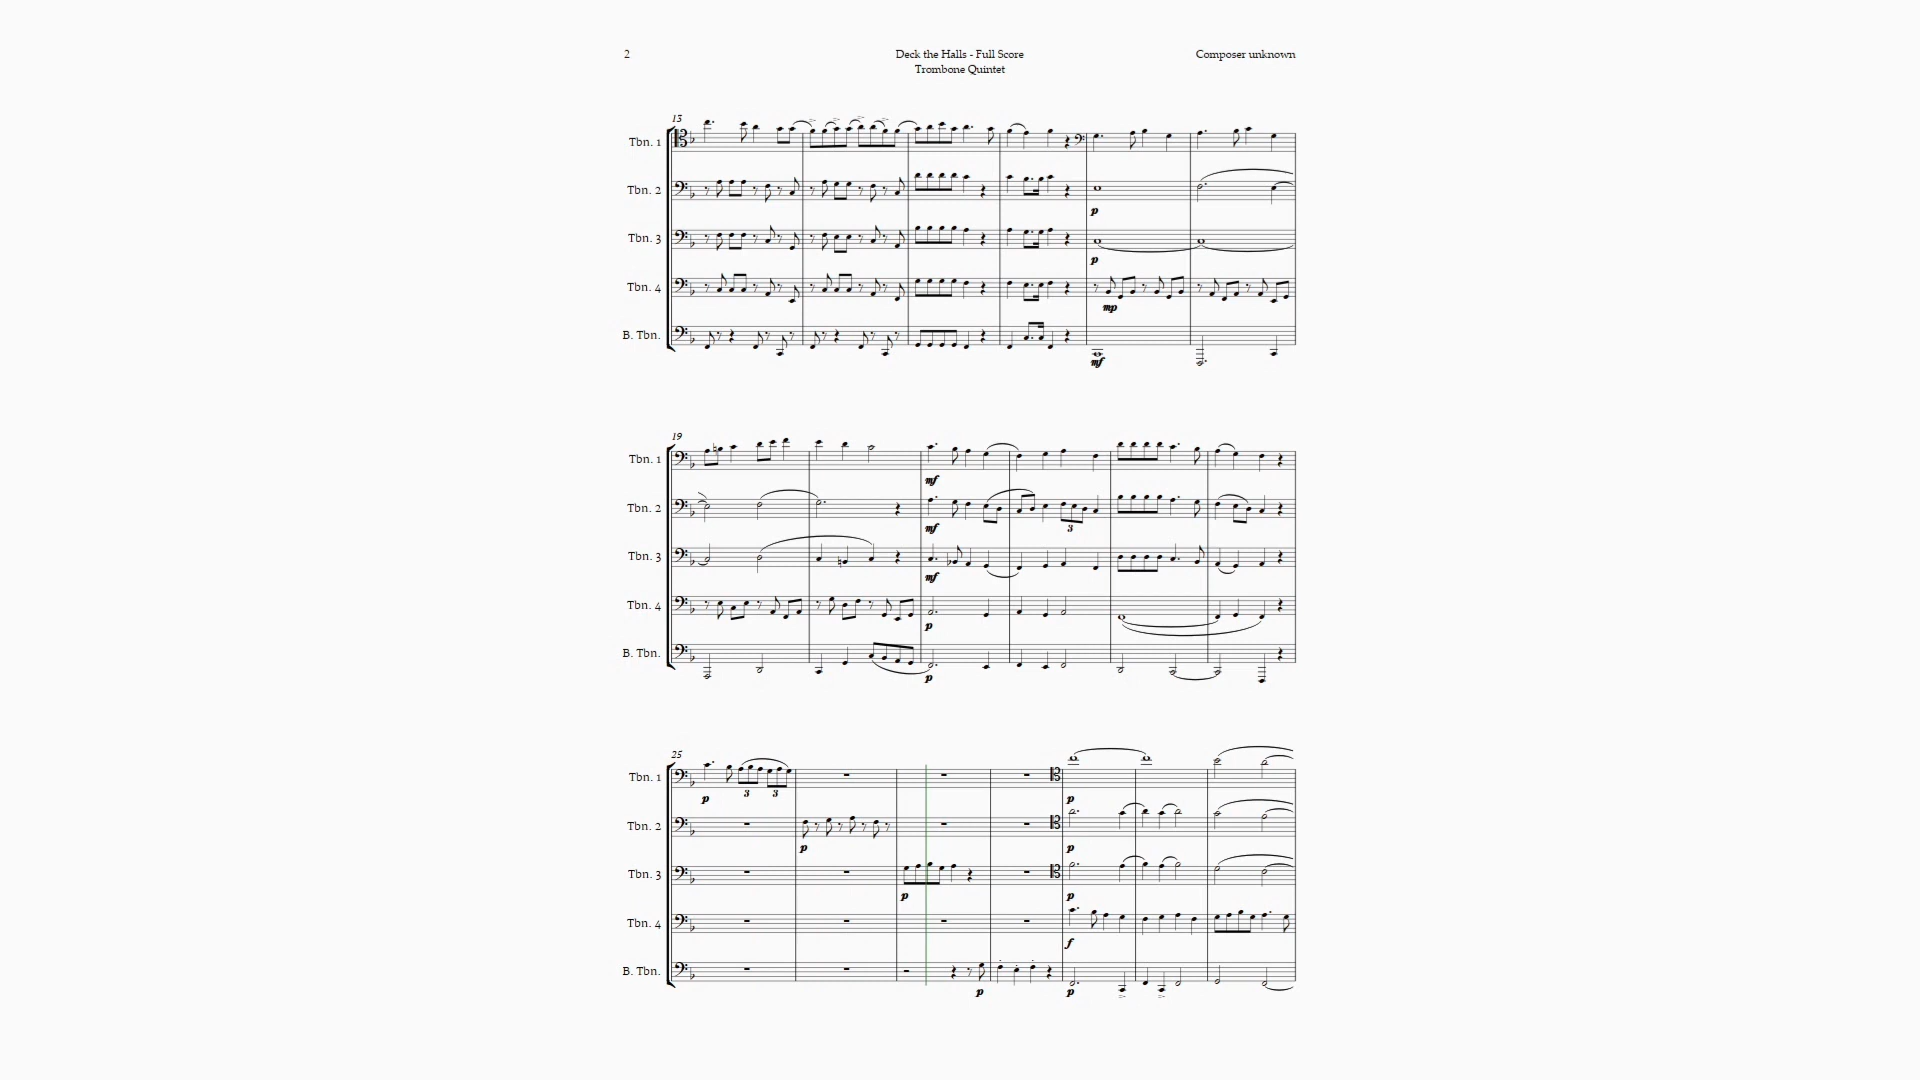 2
Deck the Halls - Full Score
Composer unknown
Trombone Quintet
13
Tbn. 1
Tbn. 2
p
Tbn. 3
p
Tbn. 4
mp
B. Tbn.
mf
19
Tbn. 1
mf
Tbn. 2
mf
3
Tbn. 3
mf
Tbn. 4
p
B. Tbn.
p
25
Tbn. 1
p
3
3
p
Tbn. 2
p
p
Tbn. 3
p
p
Tbn. 4
f
B. Tbn.
p
p